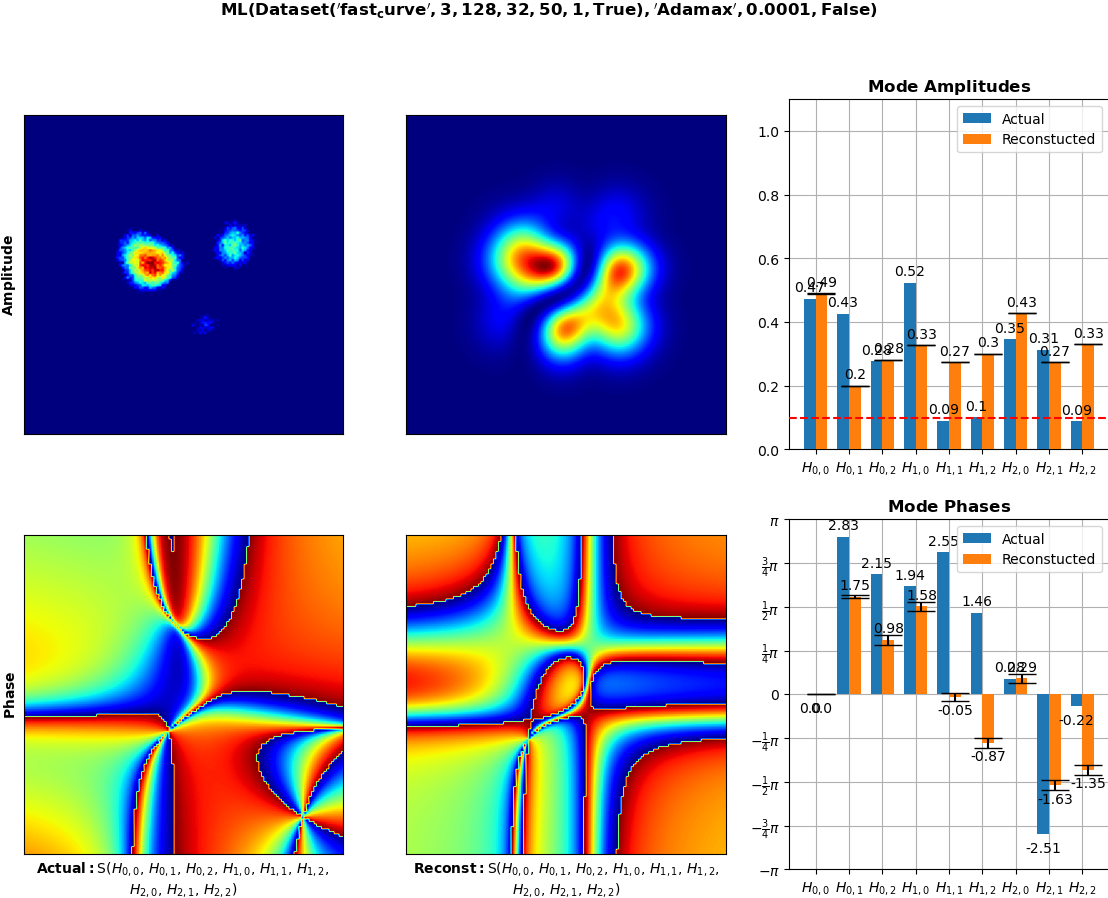 ML(Dataset('fast_curve', 3, 128, 32, 50, 1, True), 'Adamax', 0.0001, False)
Amplitude
Mode Amplitudes
Actual
Reconstucted
1.0
0.8
0.6
0.4
0.2
0.0
0.47 0.49 0.43 0.2 0.28 0.28 0.52 0.33 0.09 0.27 0.1 0.3 0.35 0.43 0.31 0.27 0.09 0.33
H0,0 H0,1 H0,2 H1,0 H1,1 H1,2 H2,0 H2,1 H2,2
Phase
Mode Phases
Actual
Reconstucted
π
3/4π
1/2π
1/4π
0
−1/4π
−1/2π
−3/4π
−π
0.0 0.0 2.83 1.75 2.15 0.98 1.94 1.58 2.55 -0.05 1.46 -0.87 0.28 0.29 -2.51 -1.63 -0.22 -1.35
H0,0 H0,1 H0,2 H1,0 H1,1 H1,2 H2,0 H2,1 H2,2
Actual: S(H0,0, H0,1, H0,2, H1,0, H1,1, H1,2,
H2,0, H2,1, H2,2)
Reconst: S(H0,0, H0,1, H0,2, H1,0, H1,1, H1,2,
H2,0, H2,1, H2,2)